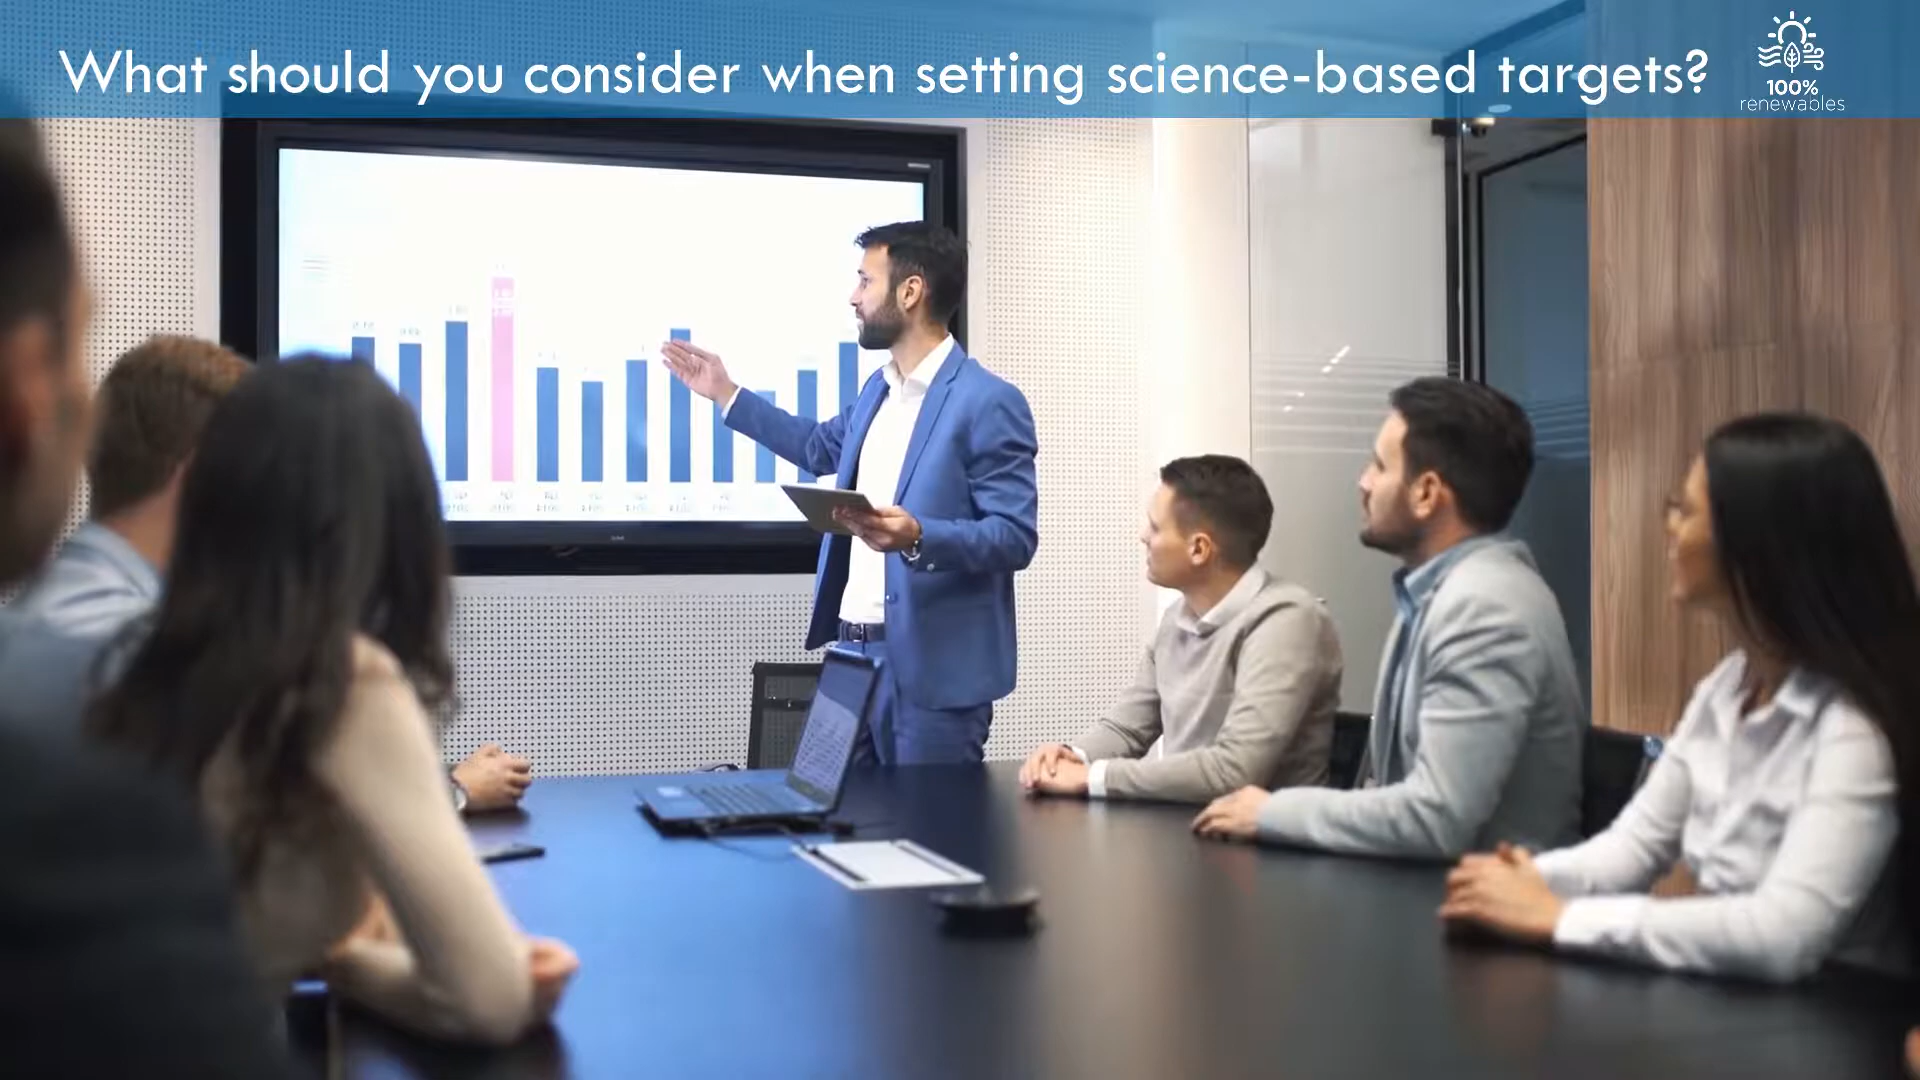 What should you consider when setting science-based targets?
100%
renewables